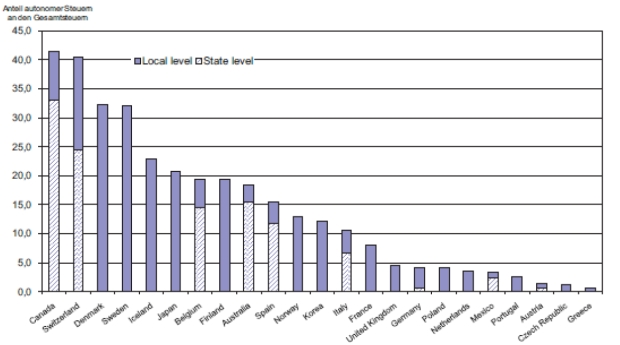 Anteil autonomer Steuern
an den Gesamtsteuern
45,0
40,0
35,0
30,0
25,0
20,0
15,0
10,0
5,0
0,0
Local level State level
Canada
Switzerland
Denmark
Sweden
Iceland
Japan
Belgium
Finland
Australia
Spain
Norway
Korea
Italy
France
United Kingdom
Germany
Poland
Netherlands
Mexico
Portugal
Austria
Czech Republic
Greece